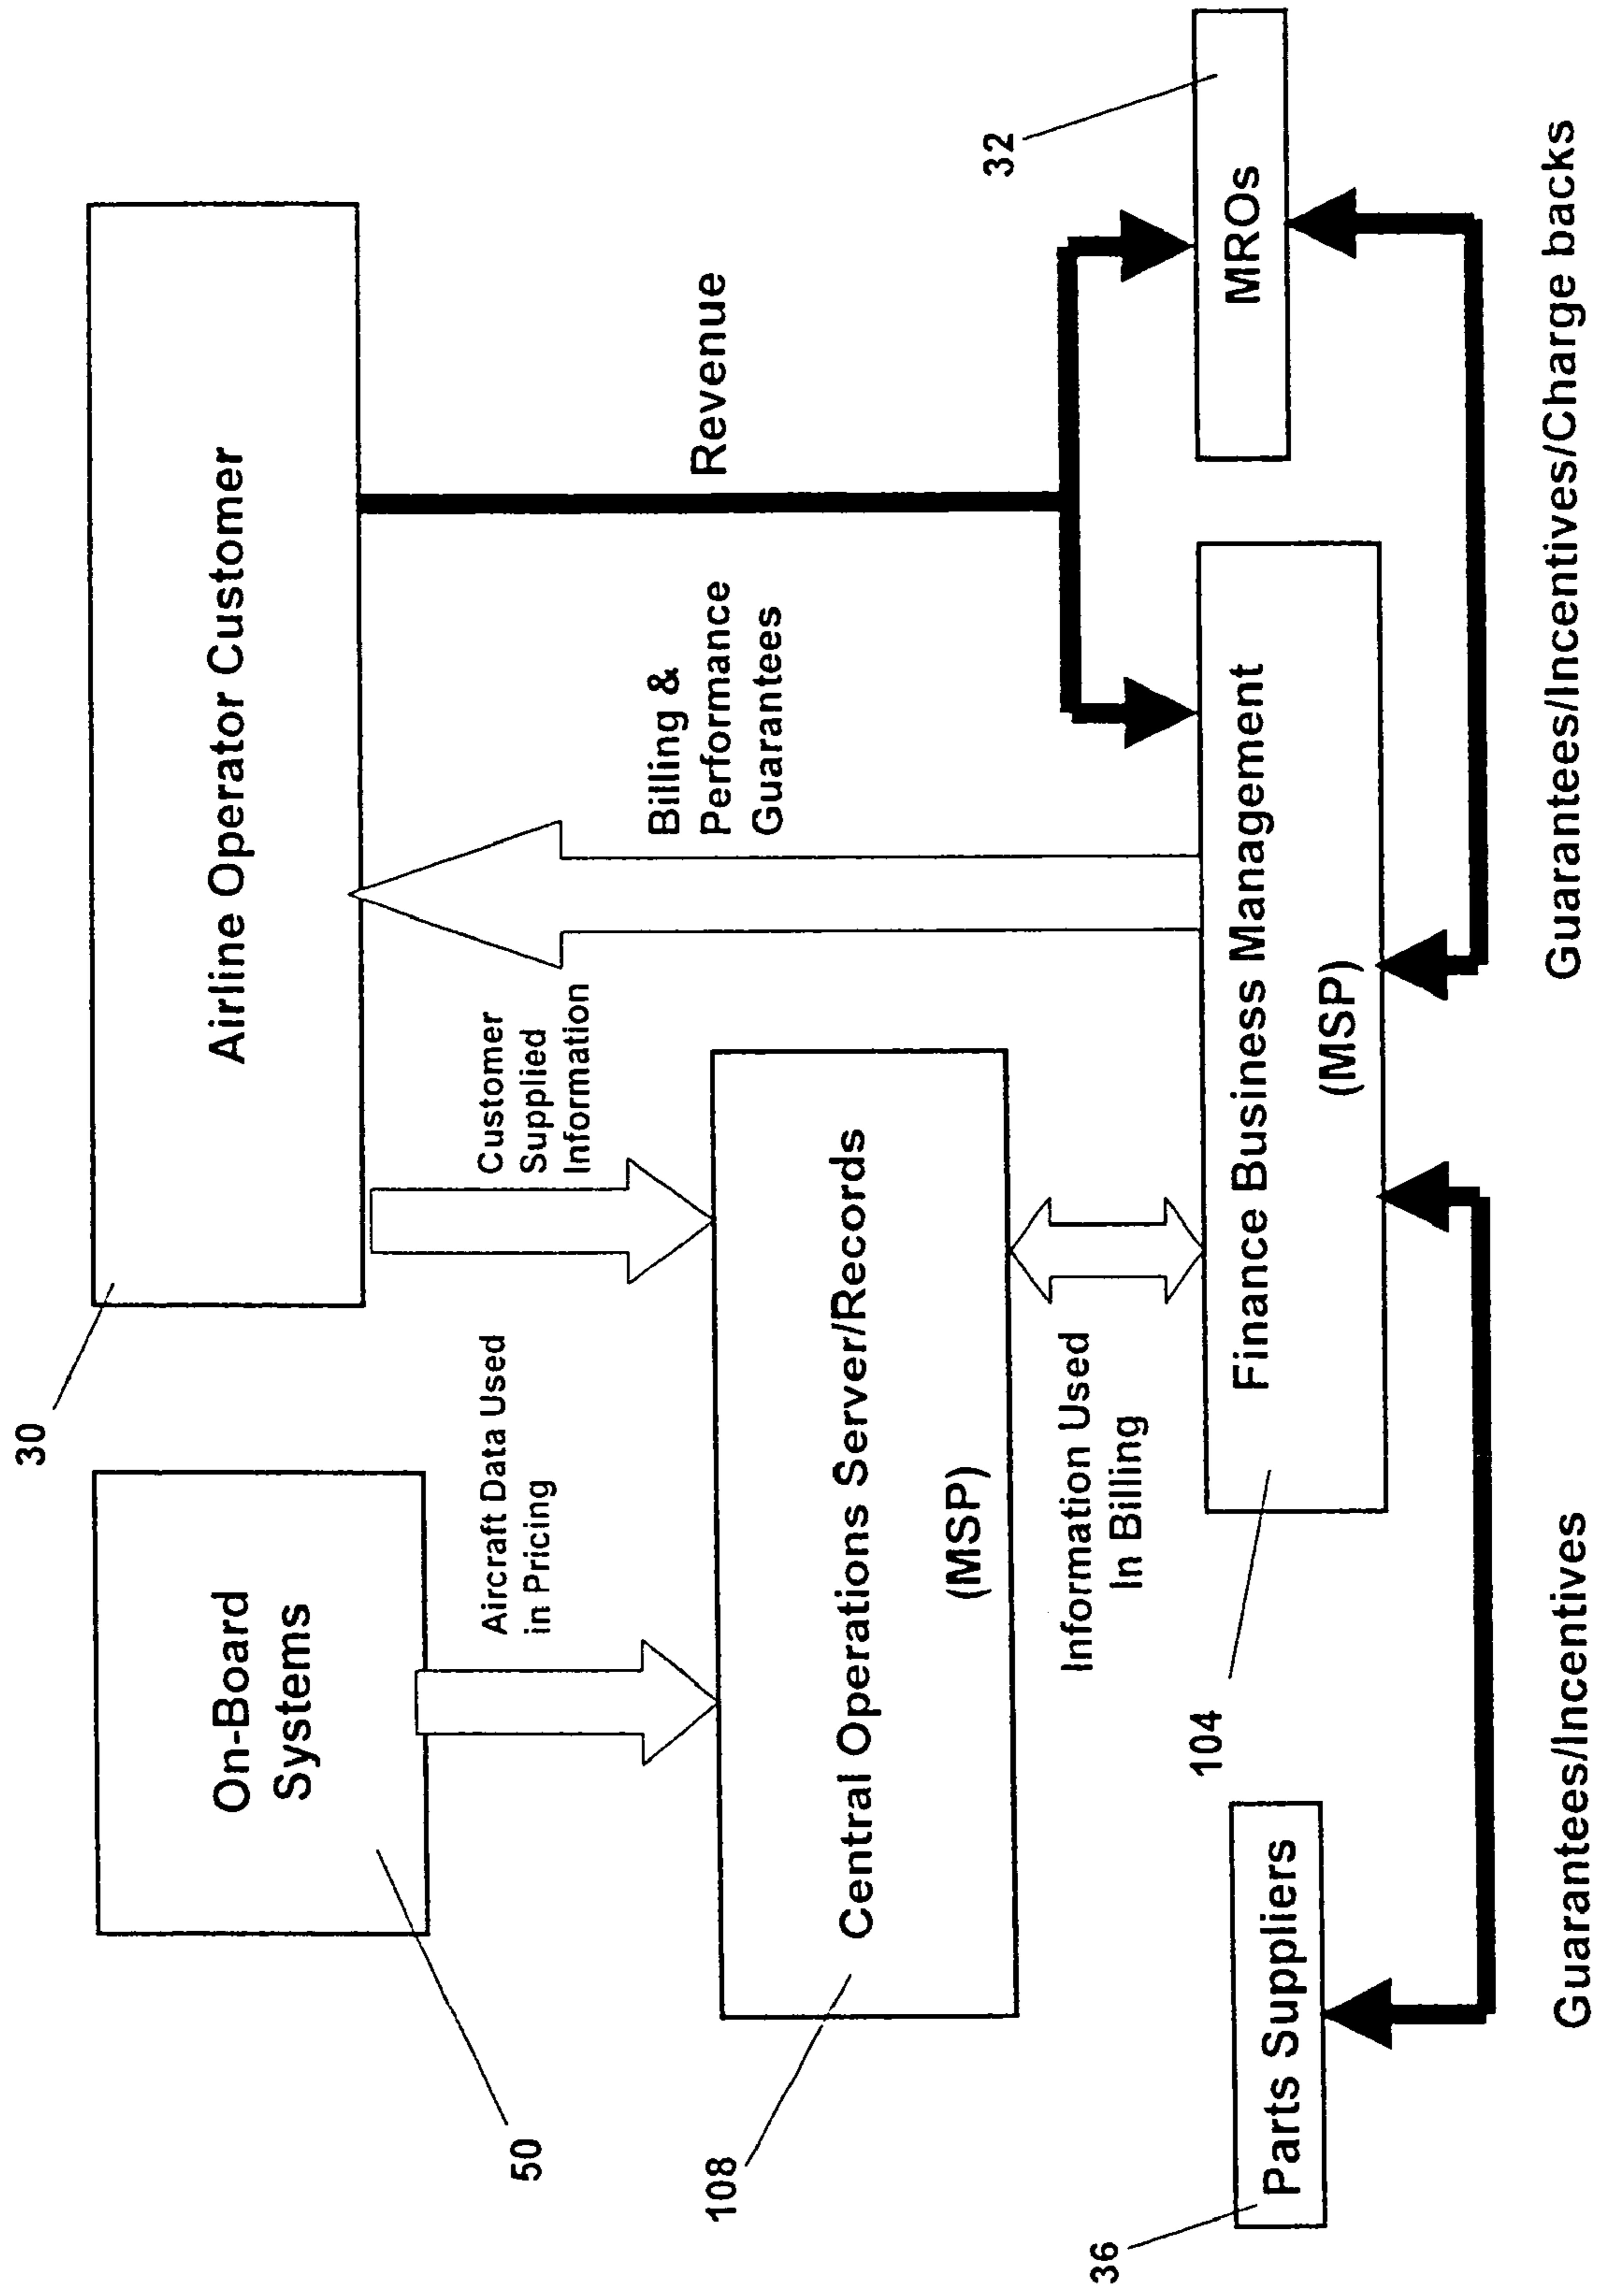 30
Airline Operator Customer
On-Board
Systems
50
Aircraft Data Used
in Pricing
Customer
Supplied
Information
Billing &
Performance
Guarantees
Revenue
108
Central Operations Server/Records
(MSP)
Information Used
In Billing
32
MROs
104
Finance Business Management
(MSP)
36
Parts Suppliers
Guarantees/Incentives
Guarantees/Incentives/Charge backs